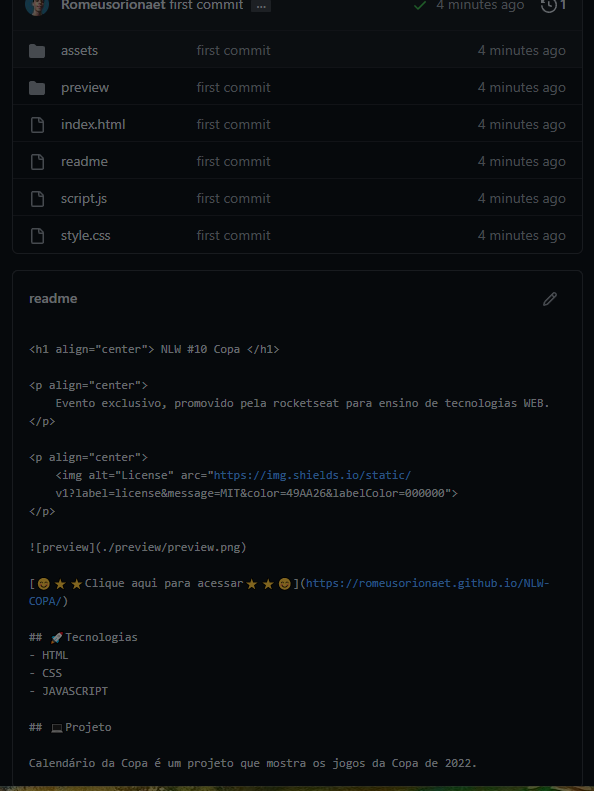 Romeusorionaet first commit ... 4 minutes ago 1
assets first commit 4 minutes ago
preview first commit 4 minutes ago
index.html first commit 4 minutes ago
readme first commit 4 minutes ago
script.js first commit 4 minutes ago
style.css first commit 4 minutes ago
readme
<h1 align="center"> NLW #10 Copa </h1>
<p align="center">
Evento exclusivo, promovido pela rocketseat para ensino de tecnologias WEB.
</p>
<p align="center">
<img alt="License" arc="https://img.shields.io/static/
v1?label=license&message=MIT&color=49AA26&labelColor=000000">
</p>
![preview](./preview/preview.png)
[😊⭐⭐Clique aqui para acessar⭐⭐😊](https://romeusorionaet.github.io/NLW-
COPA/)
## 🚀Tecnologias
- HTML
- CSS
- JAVASCRIPT
## 💻Projeto
Calendário da Copa é um projeto que mostra os jogos da Copa de 2022.